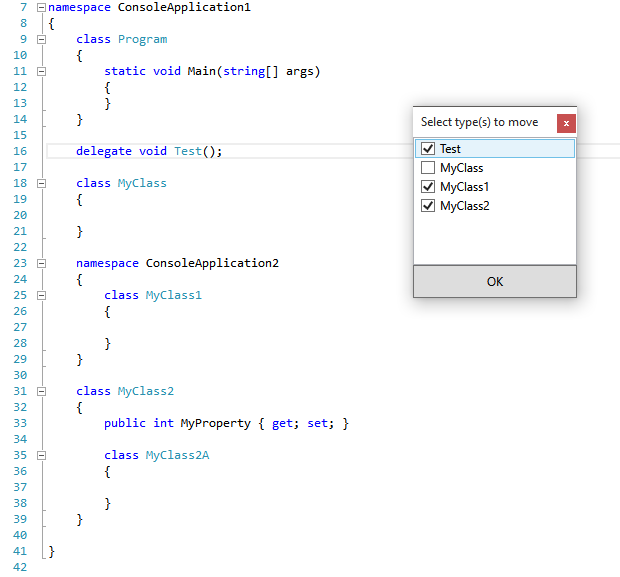 7 namespace ConsoleApplication1
8 {
9 class Program
10 {
11 static void Main(string[] args)
12 {
13 }
14 }
15
16 delegate void Test();
17
18 class MyClass
19 {
20
21 }
22
23 namespace ConsoleApplication2
24 {
25 class MyClass1
26 {
27
28 }
29 }
30
31 class MyClass2
32 {
33 public int MyProperty { get; set; }
34
35 class MyClass2A
36 {
37
38 }
39 }
40
41 }
42
Select type(s) to move x
Test
MyClass
MyClass1
MyClass2
OK